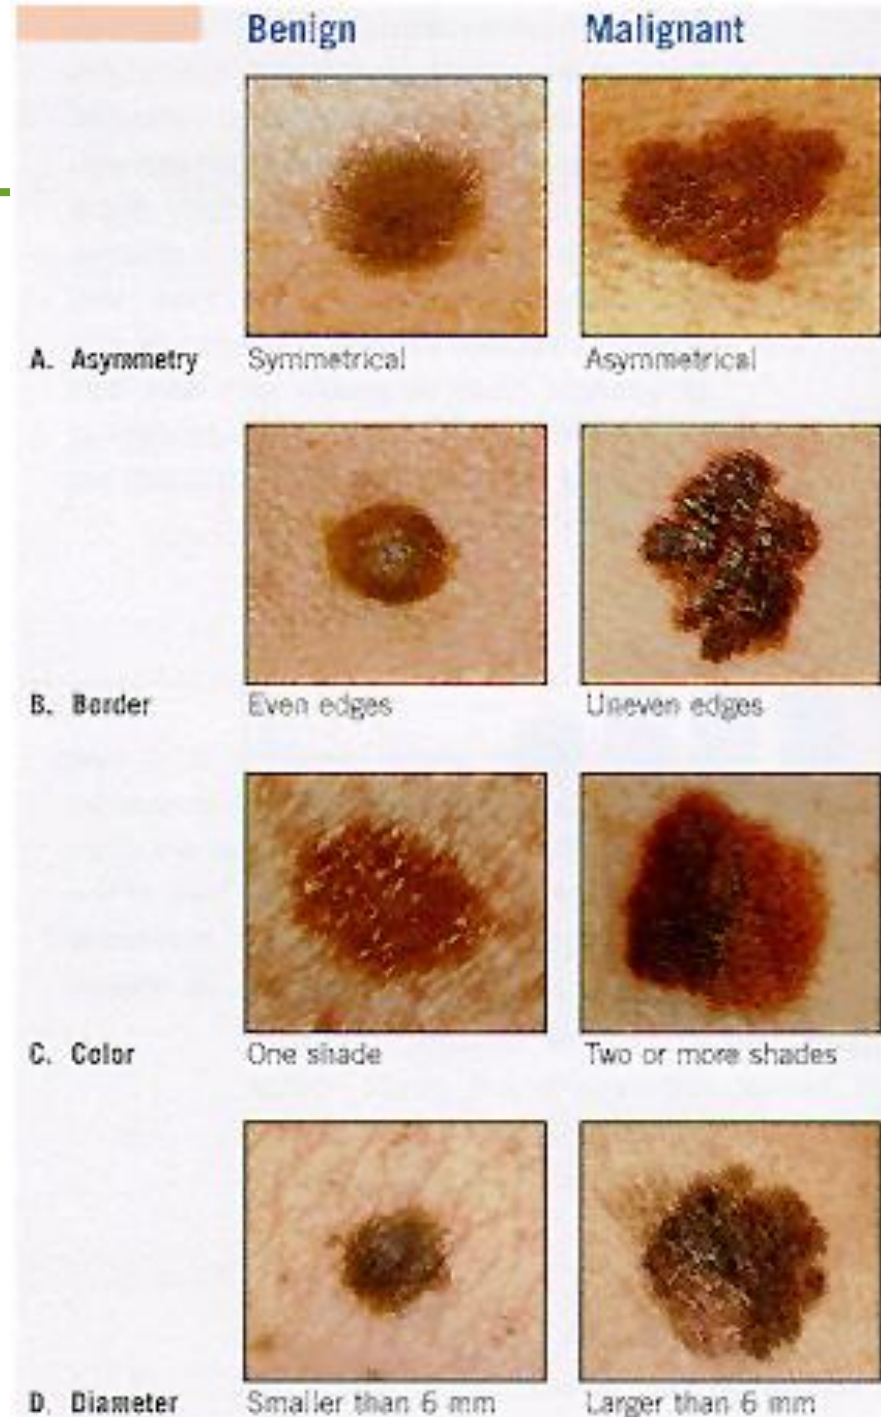 Benign Malignant
A. Asymmetry Symmetrical Asymmetrical
B. Border Even edges Uneven edges
C. Color One shade Two or more shades
D. Diameter Smaller than 6 mm Larger than 6 mm